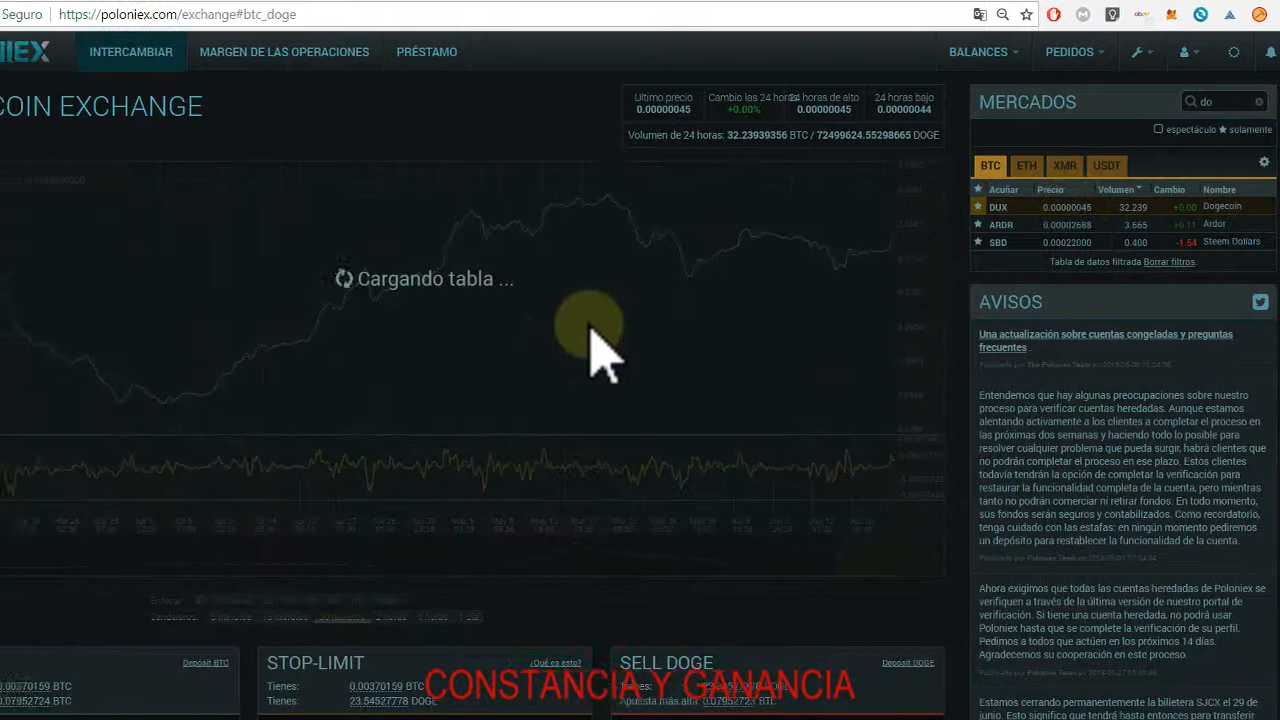 Seguro https://poloniex.com/exchange#btc_doge
NIEX INTERCAMBIAR MARGEN DE LAS OPERACIONES PRÉSTAMO BALANCES PEDIDOS
COIN EXCHANGE
Ultimo precio Cambio las 24 horas 24 horas de alto 24 horas bajo
0.00000045 +0.00% 0.00000045 0.00000044
Volumen de 24 horas: 32.23939356 BTC / 72499624.55298665 DOGE
Cargando tabla ...
MERCADOS do
espectáculo ★ solamente
BTC ETH XMR USDT
Acuñar Precio Volumen Cambio Nombre
DUX 0.00000045 32.239 +0.00 Dogecoin
ARDR 0.00002688 3.665 +0.11 Ardor
SBD 0.00022000 0.400 -1.54 Steem Dollars
Tabla de datos filtrada Borrar filtros.
AVISOS
Una actualización sobre cuentas congeladas y preguntas
frecuentes
Entendemos que hay algunas preocupaciones sobre nuestro
proceso para verificar cuentas heredadas. Aunque estamos
alentando activamente a los clientes a completar el proceso en
las próximas dos semanas y haciendo todo lo posible para
resolver cualquier problema que pueda surgir, habrá clientes que
no podrán completar el proceso en ese plazo. Estos clientes
todavía tendrán la opción de completar la verificación para
restaurar la funcionalidad completa de la cuenta, pero mientras
tanto no podrán comerciar ni retirar fondos. En todo momento,
sus fondos serán seguros y contabilizados. Como recordatorio,
tenga cuidado con las estafas: en ningún momento pediremos
un depósito para restablecer la funcionalidad de la cuenta.
Ahora exigimos que todas las cuentas heredadas de Poloniex se
verifiquen a través de la última versión de nuestro portal de
verificación. Si tiene una cuenta heredada, no podrá usar
Poloniex hasta que se complete la verificación de su perfil.
Pedimos a todos que actúen en los próximos 14 días.
Agradecemos su cooperación en este proceso.
Estamos cerrando permanentemente la billetera SJCX el 29 de
junio. Esto significa que tendrá hasta entonces para transferir
Deposit BTC
0.00370159 BTC
0.07952724 BTC
STOP-LIMIT ¿Qué es esto?
Tienes: 0.00370159 BTC
Tienes: 23.54527778 DOGE
SELL DOGE Deposit DOGE
Tienes:
Apuesta más alta: 0.07952723 BTC
CONSTANCIA Y GANANCIA